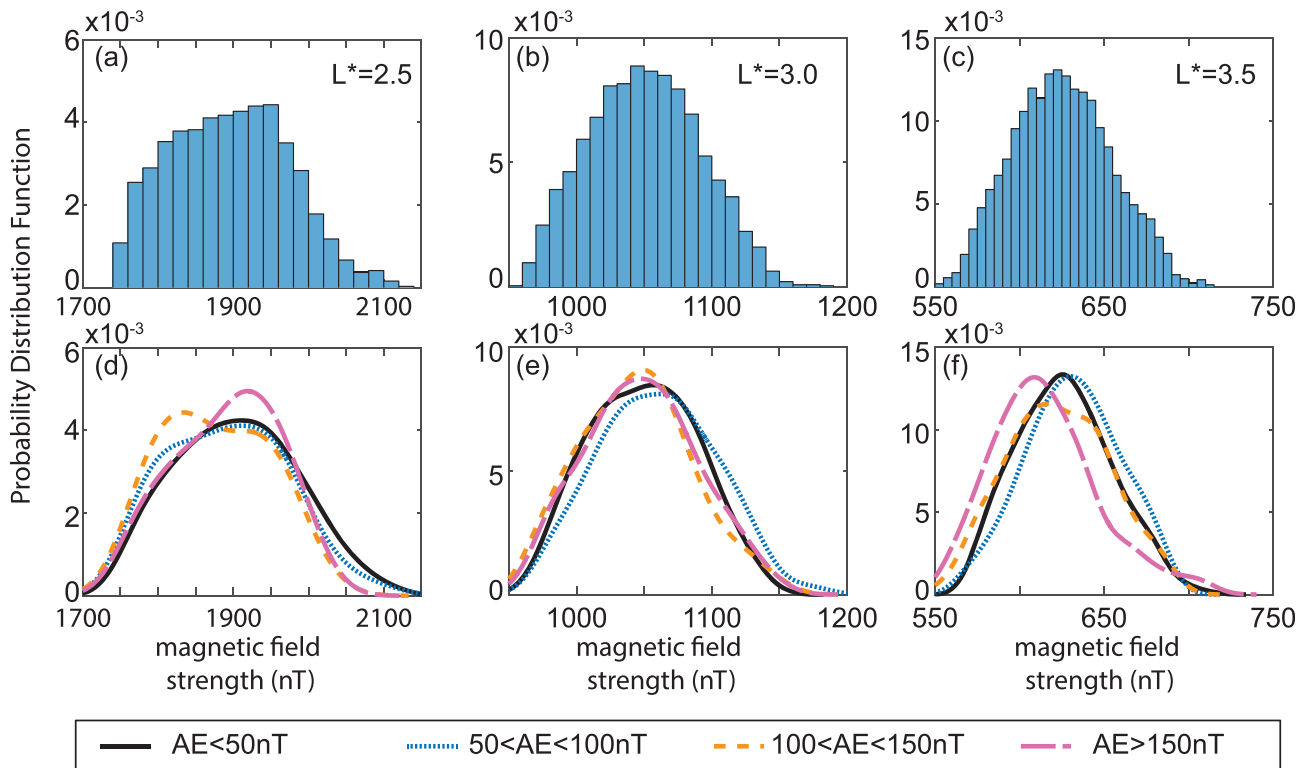 Probability Distribution Function
x10-3
(a)
L*=2.5
6
4
2
0
1700
1900
2100
x10-3
(b)
L*=3.0
10
5
0
1000
1100
1200
x10-3
(c)
L*=3.5
15
10
5
0
550
650
750
x10-3
(d)
6
4
2
0
1700
1900
2100
magnetic field
strength (nT)
x10-3
(e)
10
5
0
1000
1100
1200
magnetic field
strength (nT)
x10-3
(f)
15
10
5
0
550
650
750
magnetic field
strength (nT)
AE<50nT
50<AE<100nT
100<AE<150nT
AE>150nT